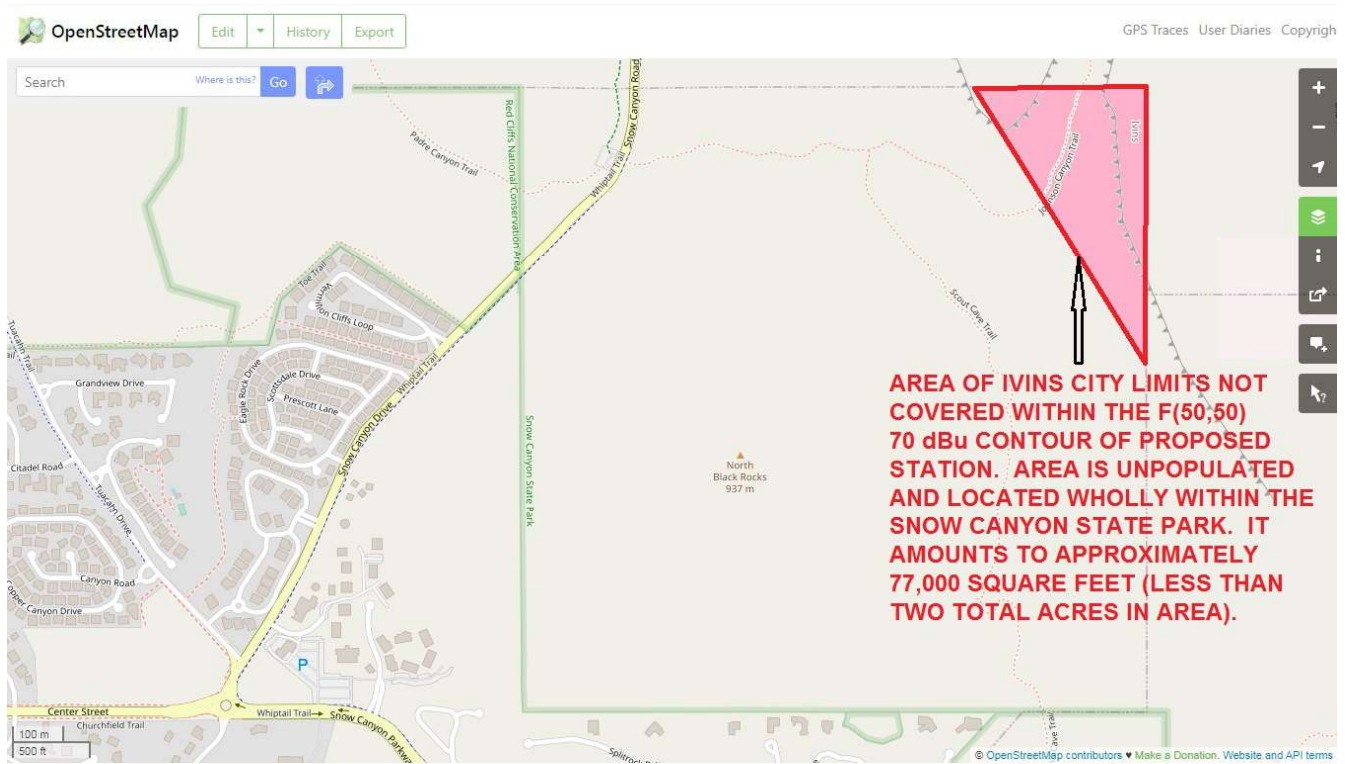 OpenStreetMap
Edit
History
Export
GPS Traces User Diaries Copyrigh
Search
Where is this?
Go
Snow Canyon Road
Red Cliffs National Conservation Area
Padre Canyon Trail
Whiptail Trail
Ivins
Johnson Canyon Trail
Toe Trail
Vermilion Cliffs Loop
Scout Cave Trail
Tuacahn Trail
Grandview Drive
Eagle Rock Drive
Scottsdale Drive
Prescott Lane
Whiptail Trail
Snow Canyon Drive
Snow Canyon State Park
Citadel Road
Tuacahn Drive
North
Black Rocks
937 m
AREA OF IVINS CITY LIMITS NOT
COVERED WITHIN THE F(50,50)
70 dBu CONTOUR OF PROPOSED
STATION. AREA IS UNPOPULATED
AND LOCATED WHOLLY WITHIN THE
SNOW CANYON STATE PARK. IT
AMOUNTS TO APPROXIMATELY
77,000 SQUARE FEET (LESS THAN
TWO TOTAL ACRES IN AREA).
Canyon Road
Copper Canyon Drive
P
Center Street
Churchfield Trail
Whiptail Trail
Snow Canyon Parkway
100 m
500 ft
ave Trail
© OpenStreetMap contributors ♥ Make a Donation. Website and API terms